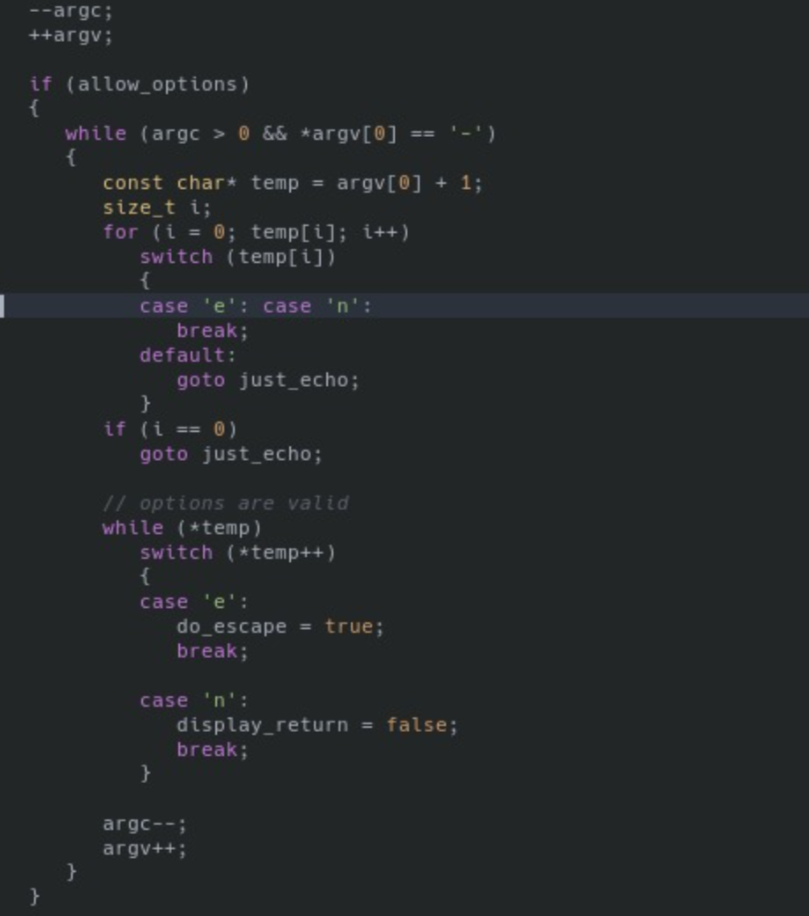 --argc;
++argv;

if (allow_options)
{
   while (argc > 0 && *argv[0] == '-')
   {
      const char* temp = argv[0] + 1;
      size_t i;
      for (i = 0; temp[i]; i++)
         switch (temp[i])
         {
         case 'e': case 'n':
            break;
         default:
            goto just_echo;
         }
      if (i == 0)
         goto just_echo;

      // options are valid
      while (*temp)
         switch (*temp++)
         {
         case 'e':
            do_escape = true;
            break;

         case 'n':
            display_return = false;
            break;
         }

      argc--;
      argv++;
   }
}